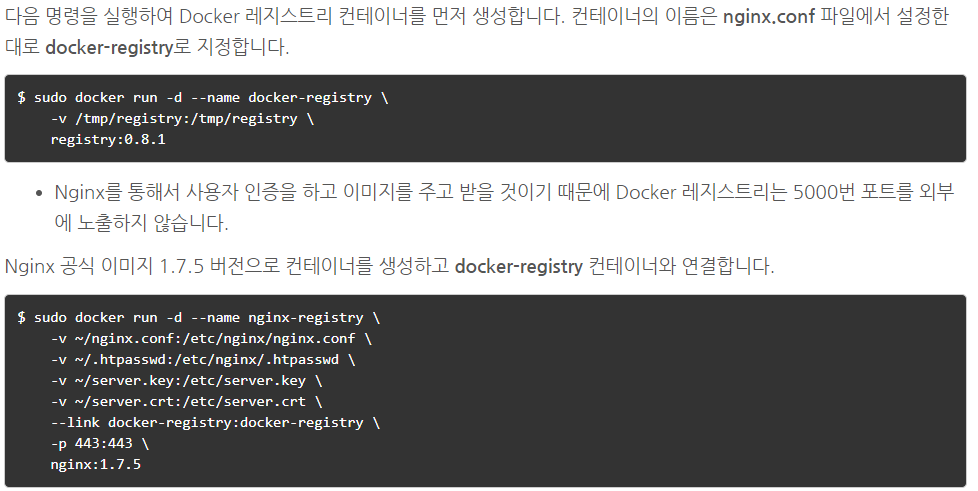 다음 명령을 실행하여 Docker 레지스트리 컨테이너를 먼저 생성합니다. 컨테이너의 이름은 nginx.conf 파일에서 설정한
대로 docker-registry로 지정합니다.
$ sudo docker run -d --name docker-registry \
    -v /tmp/registry:/tmp/registry \
    registry:0.8.1
• Nginx를 통해서 사용자 인증을 하고 이미지를 주고 받을 것이기 때문에 Docker 레지스트리는 5000번 포트를 외부
에 노출하지 않습니다.
Nginx 공식 이미지 1.7.5 버전으로 컨테이너를 생성하고 docker-registry 컨테이너와 연결합니다.
$ sudo docker run -d --name nginx-registry \
    -v ~/nginx.conf:/etc/nginx/nginx.conf \
    -v ~/.htpasswd:/etc/nginx/.htpasswd \
    -v ~/server.key:/etc/server.key \
    -v ~/server.crt:/etc/server.crt \
    --link docker-registry:docker-registry \
    -p 443:443 \
    nginx:1.7.5